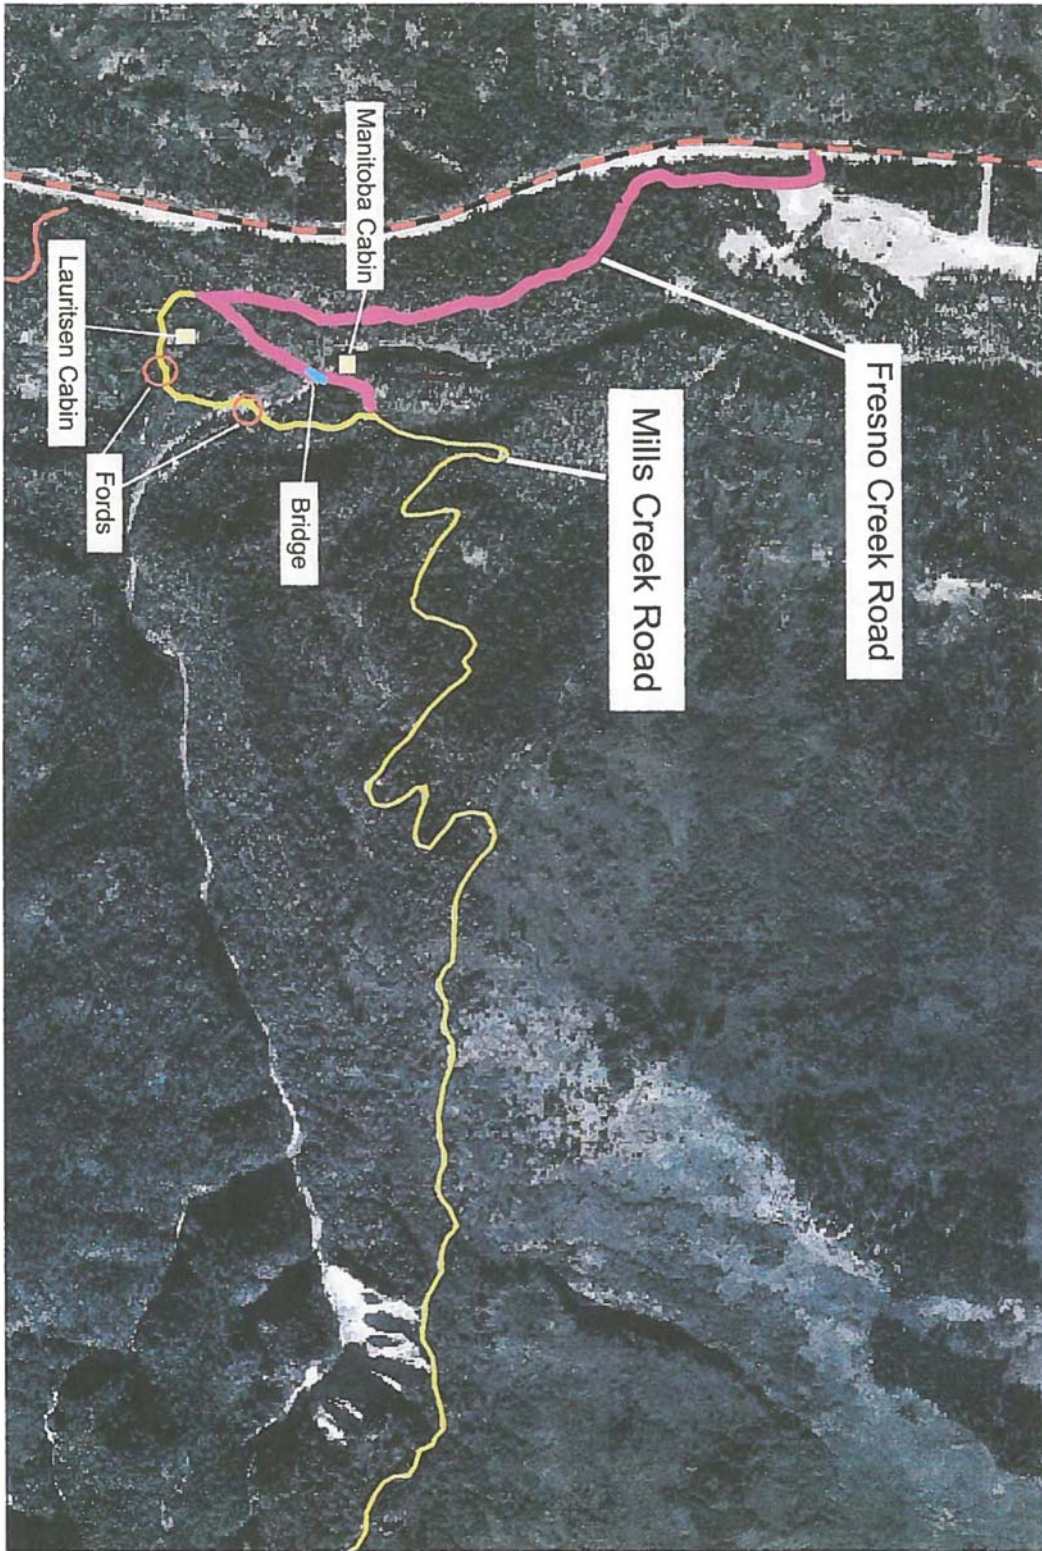 Fresno Creek Road
Mills Creek Road
Manitoba Cabin
Bridge
Lauritsen Cabin
Fords